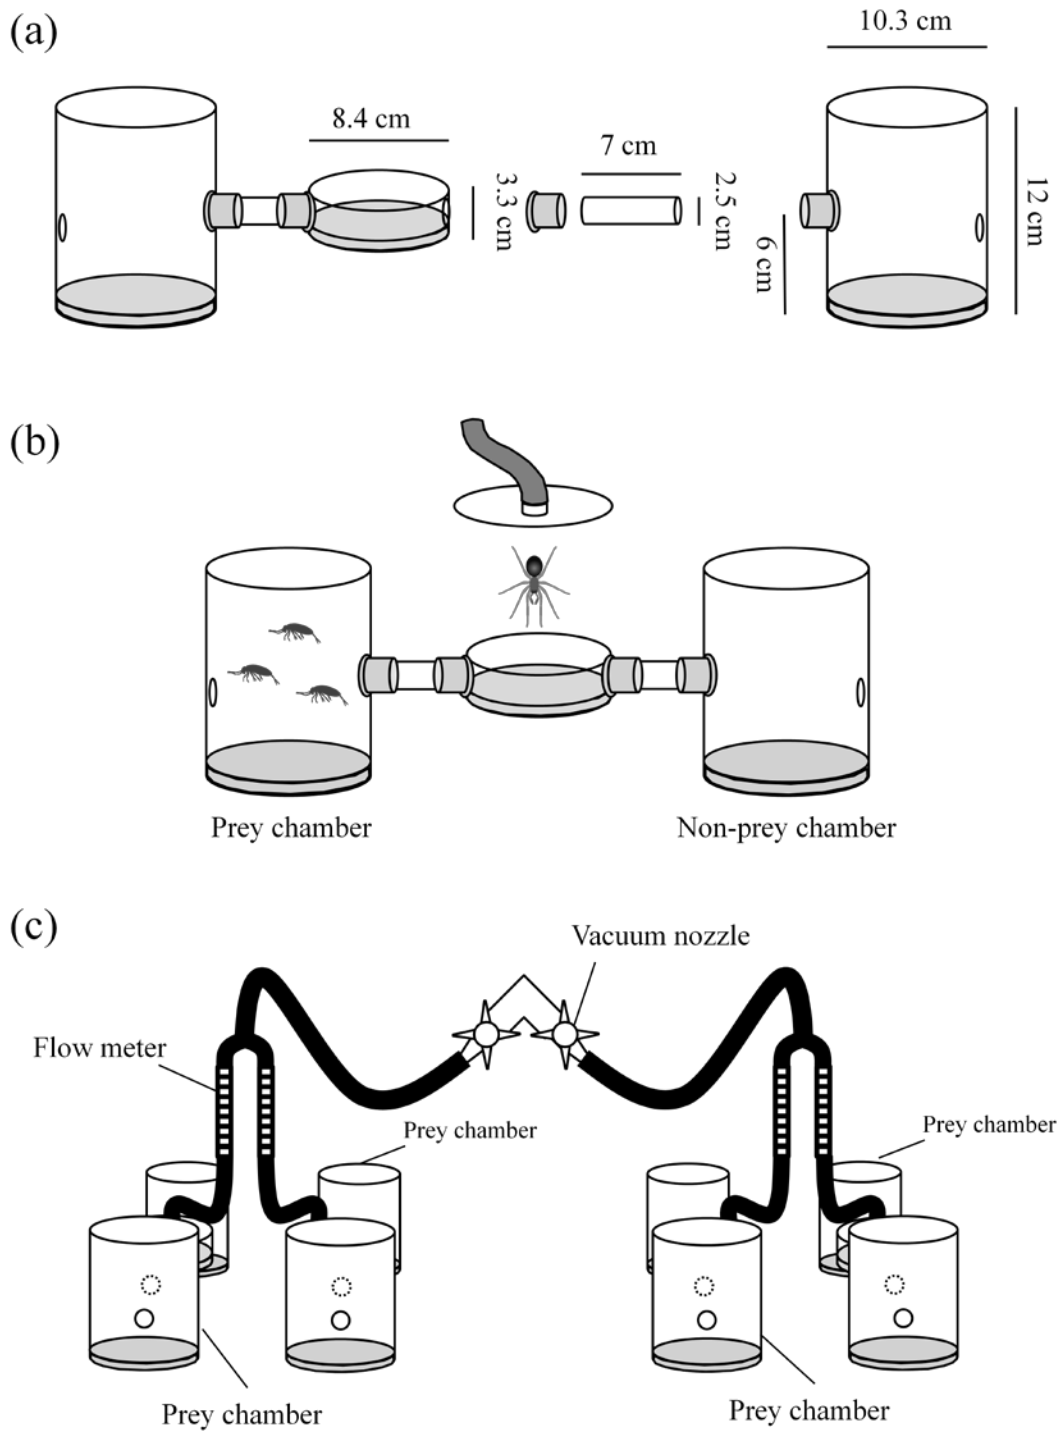 (a)
10.3 cm
8.4 cm
7 cm
3.3 cm
2.5 cm
6 cm
12 cm
(b)
Prey chamber
Non-prey chamber
(c)
Vacuum nozzle
Flow meter
Prey chamber
Prey chamber
Prey chamber
Prey chamber